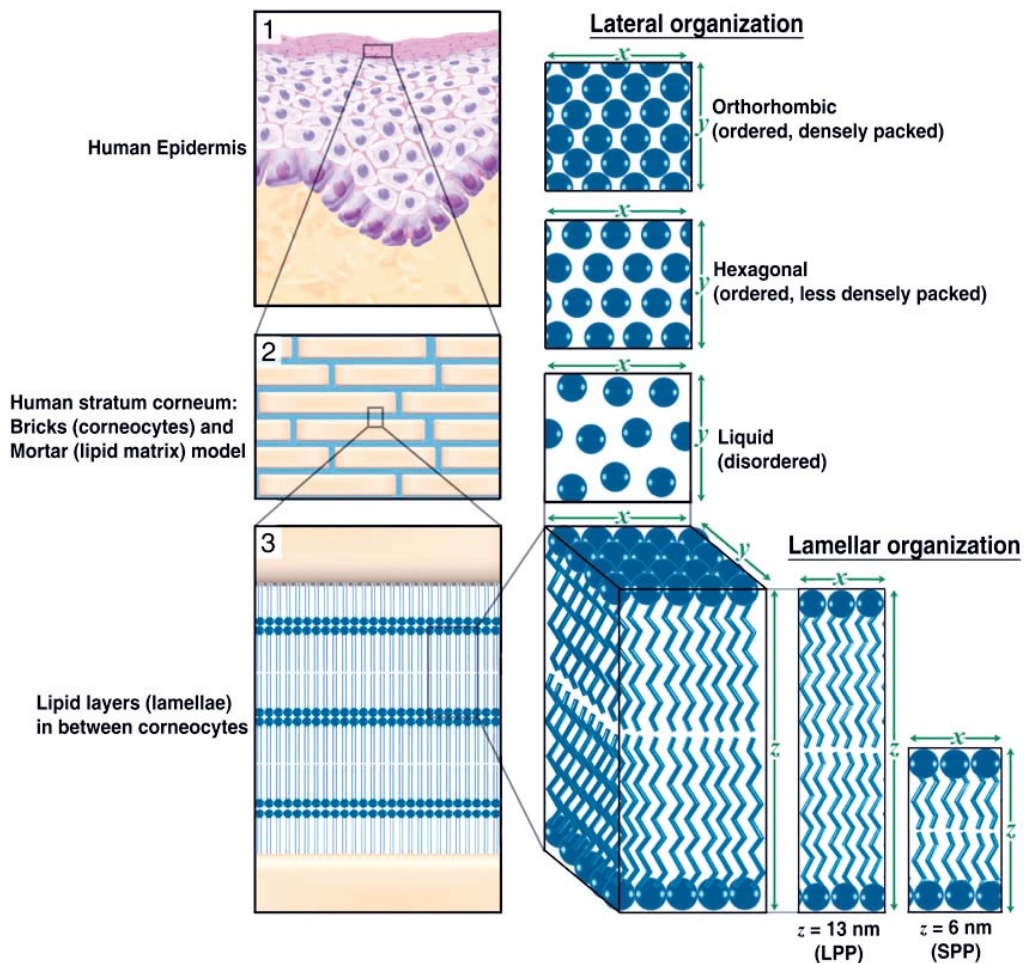 1
Human Epidermis
2
Human stratum corneum:
Bricks (corneocytes) and
Mortar (lipid matrix) model
3
Lipid layers (lamellae)
in between corneocytes
Lateral organization
x
y
Orthorhombic
(ordered, densely packed)
x
y
Hexagonal
(ordered, less densely packed)
x
y
Liquid
(disordered)
x
y
z
Lamellar organization
x
z
z = 13 nm
(LPP)
x
z
z = 6 nm
(SPP)